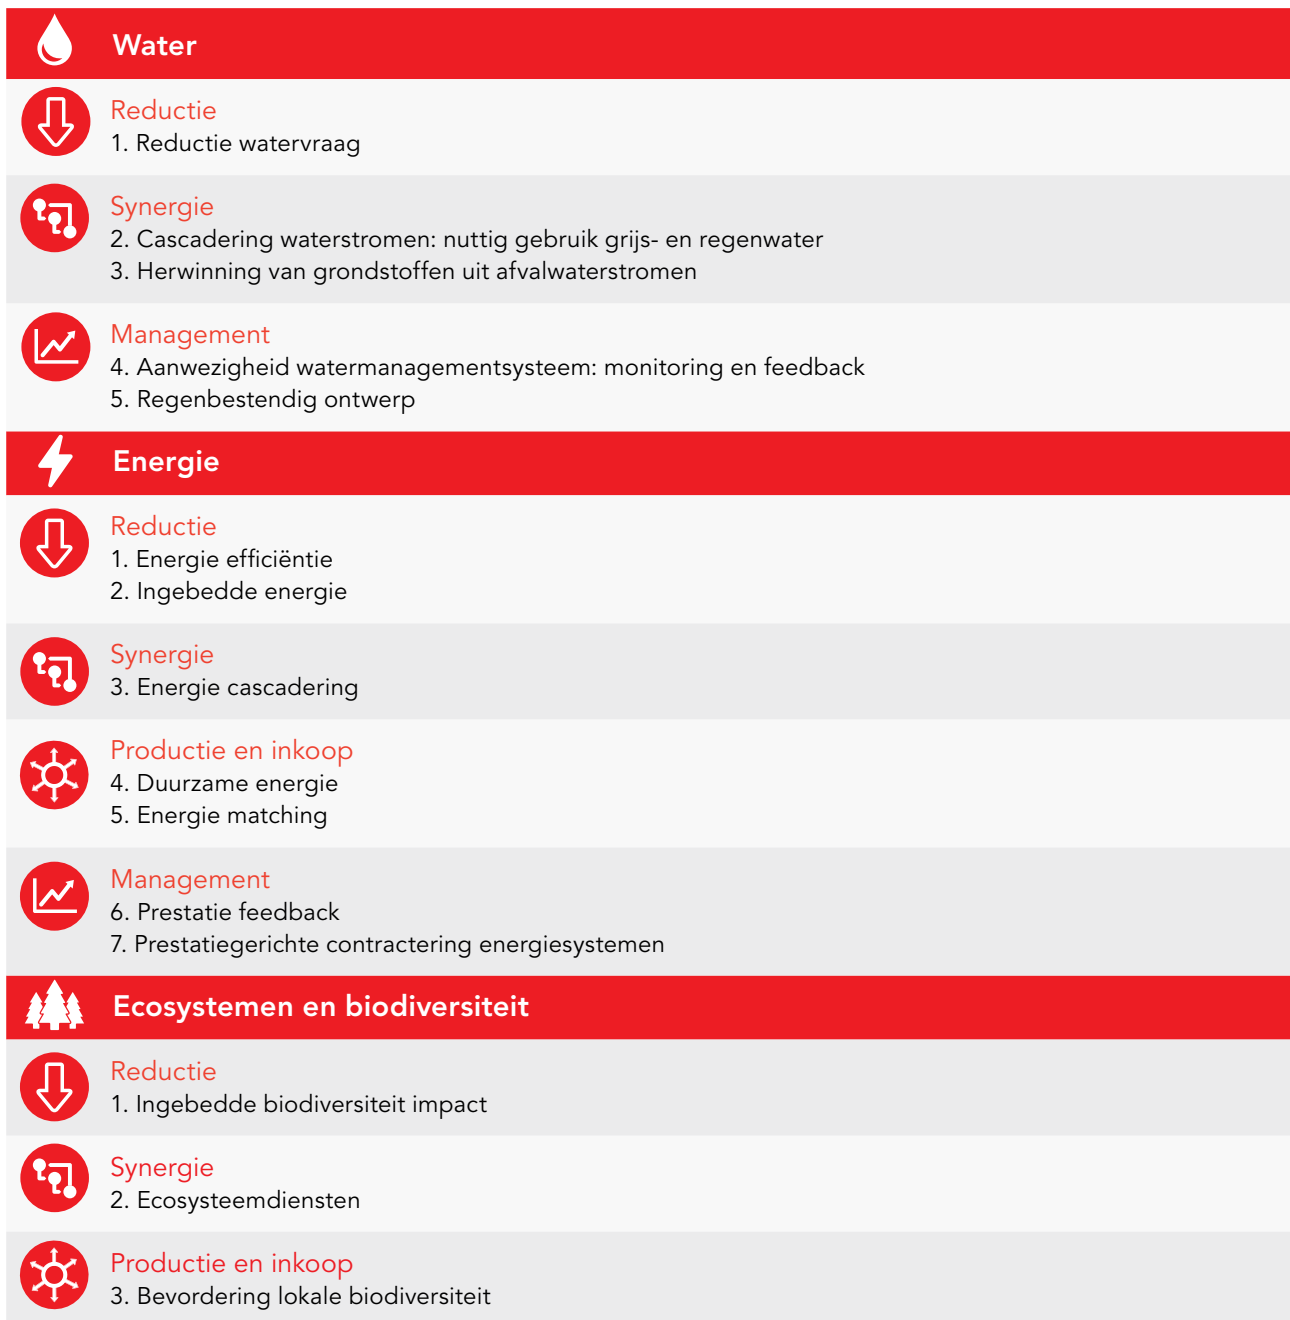 Water
Reductie
1. Reductie watervraag
Synergie
2. Cascadering waterstromen: nuttig gebruik grijs- en regenwater
3. Herwinning van grondstoffen uit afvalwaterstromen
Management
4. Aanwezigheid watermanagementsysteem: monitoring en feedback
5. Regenbestendig ontwerp
Energie
Reductie
1. Energie efficiëntie
2. Ingebedde energie
Synergie
3. Energie cascadering
Productie en inkoop
4. Duurzame energie
5. Energie matching
Management
6. Prestatie feedback
7. Prestatiegerichte contractering energiesystemen
Ecosystemen en biodiversiteit
Reductie
1. Ingebedde biodiversiteit impact
Synergie
2. Ecosysteemdiensten
Productie en inkoop
3. Bevordering lokale biodiversiteit